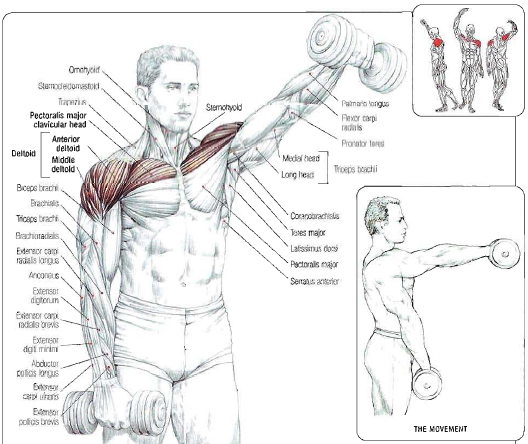 Omohyoid
Sternocleidomastoid
Trapezius
Pectoralis major
clavicular head
Anterior
deltoid
Deltoid
Middle
deltoid
Biceps brachii
Brachialis
Triceps brachii
Brachioradialis
Extensor carpi
radialis longus
Anconeus
Extensor
digitorum
Extensor carpi
radialis brevis
Extensor
digiti minimi
Abductor
pollicis longus
Extensor
carpi ulnaris
Extensor
pollicis brevis
Sternohyoid
Palmaris longus
Flexor carpi
radialis
Pronator teres
Medial head
Long head
Triceps brachii
Coracobrachialis
Teres major
Latissimus dorsi
Pectoralis major
Serratus anterior
THE MOVEMENT